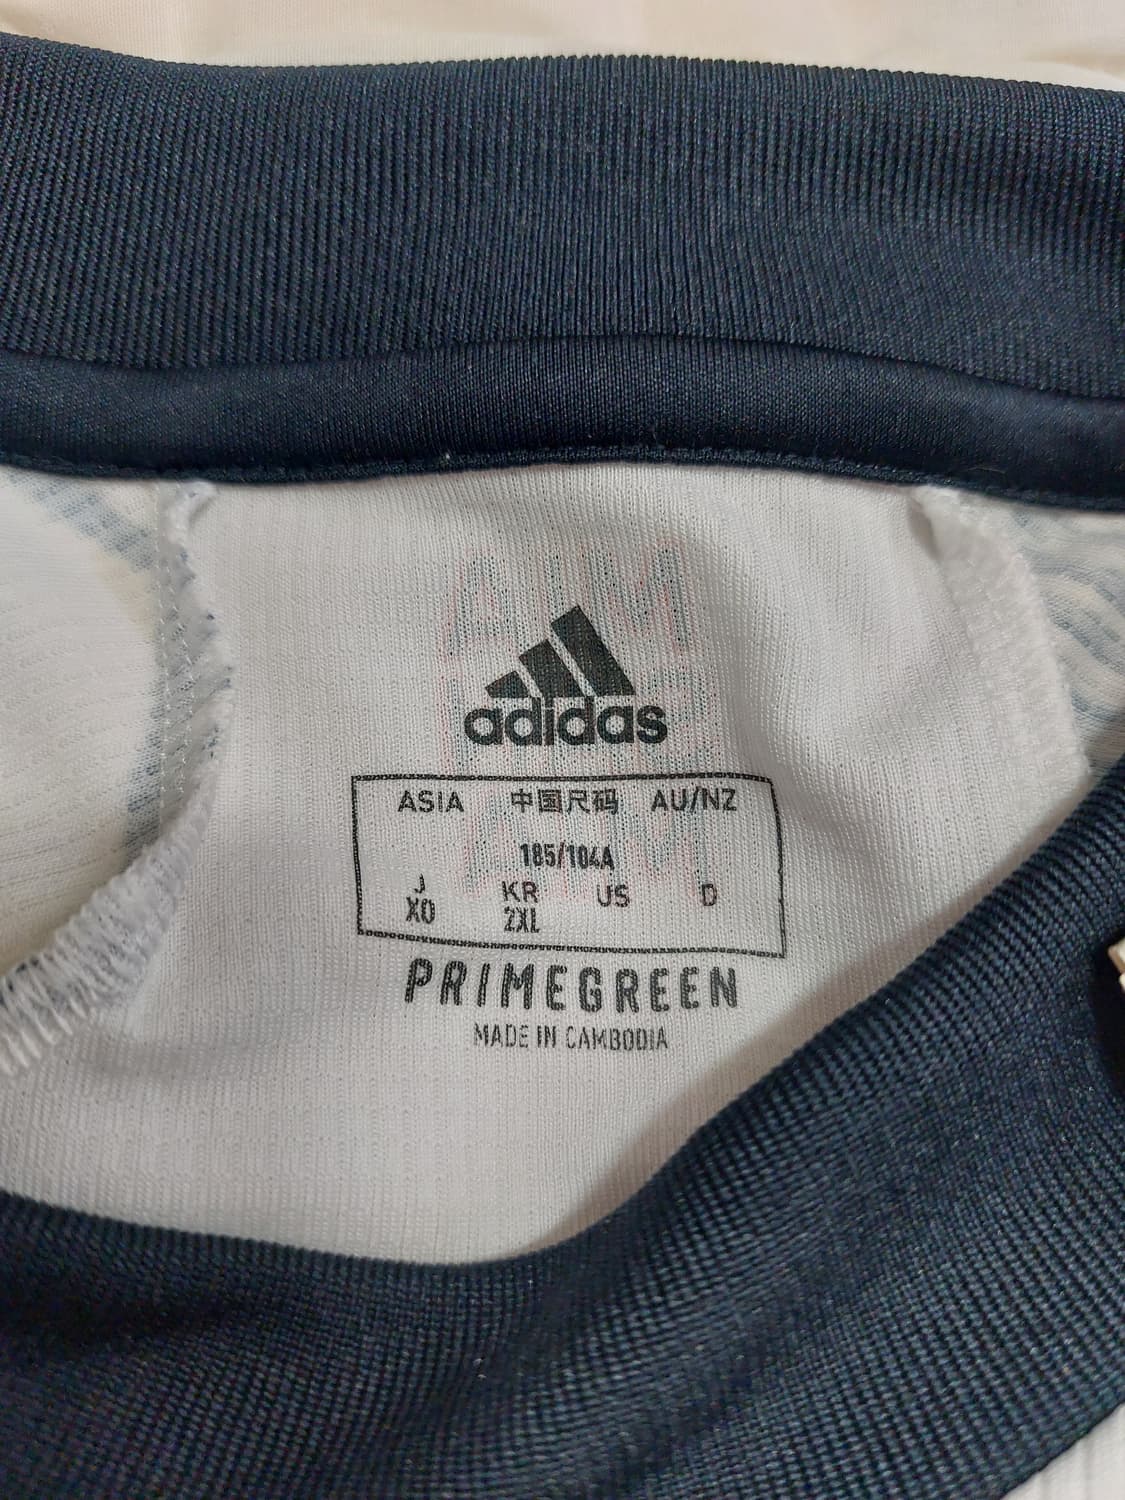 adidas
ASIA 中国尺码 AU/NZ
185/104A
J KR US D
XO 2XL
PRIMEGREEN
MADE IN CAMBODIA